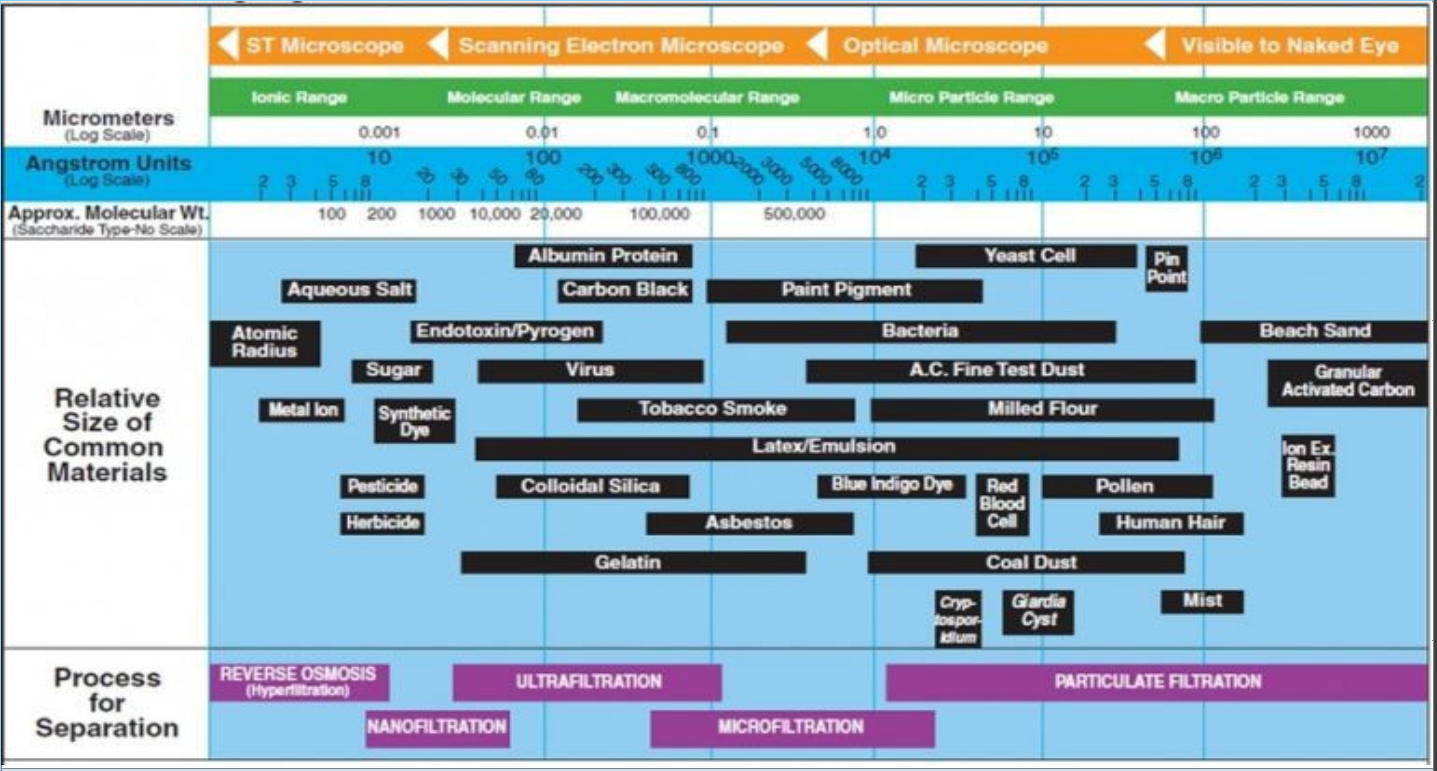 ST Microscope Scanning Electron Microscope Optical Microscope Visible to Naked Eye
Ionic Range Molecular Range Macromolecular Range Micro Particle Range Macro Particle Range
Micrometers
(Log Scale)
0.001 0.01 0.1 1.0 10 100 1000
Angstrom Units
(Log Scale)
10 100 1000 10⁴ 10⁵ 10⁶ 10⁷
2 3 5 8 20 30 50 80 200 300 500 800 2000 3000 5000 8000 2 3 5 8 2 3 5 8 2 3 5 8 2
Approx. Molecular Wt.
(Saccharide Type-No Scale)
100 200 1000 10,000 20,000 100,000 500,000
Relative
Size of
Common
Materials
Albumin Protein Yeast Cell Pin
Point
Aqueous Salt Carbon Black Paint Pigment
Atomic
Radius
Endotoxin/Pyrogen Bacteria Beach Sand
Sugar Virus A.C. Fine Test Dust Granular
Activated Carbon
Metal Ion Synthetic
Dye
Tobacco Smoke Milled Flour
Latex/Emulsion Ion Ex.
Resin
Bead
Pesticide Colloidal Silica Blue Indigo Dye Red
Blood
Cell
Pollen
Herbicide Asbestos Human Hair
Gelatin Coal Dust
Cryp-
tospor-
idium
Giardia
Cyst
Mist
Process
for
Separation
REVERSE OSMOSIS
(Hyperfiltration)
ULTRAFILTRATION PARTICULATE FILTRATION
NANOFILTRATION MICROFILTRATION